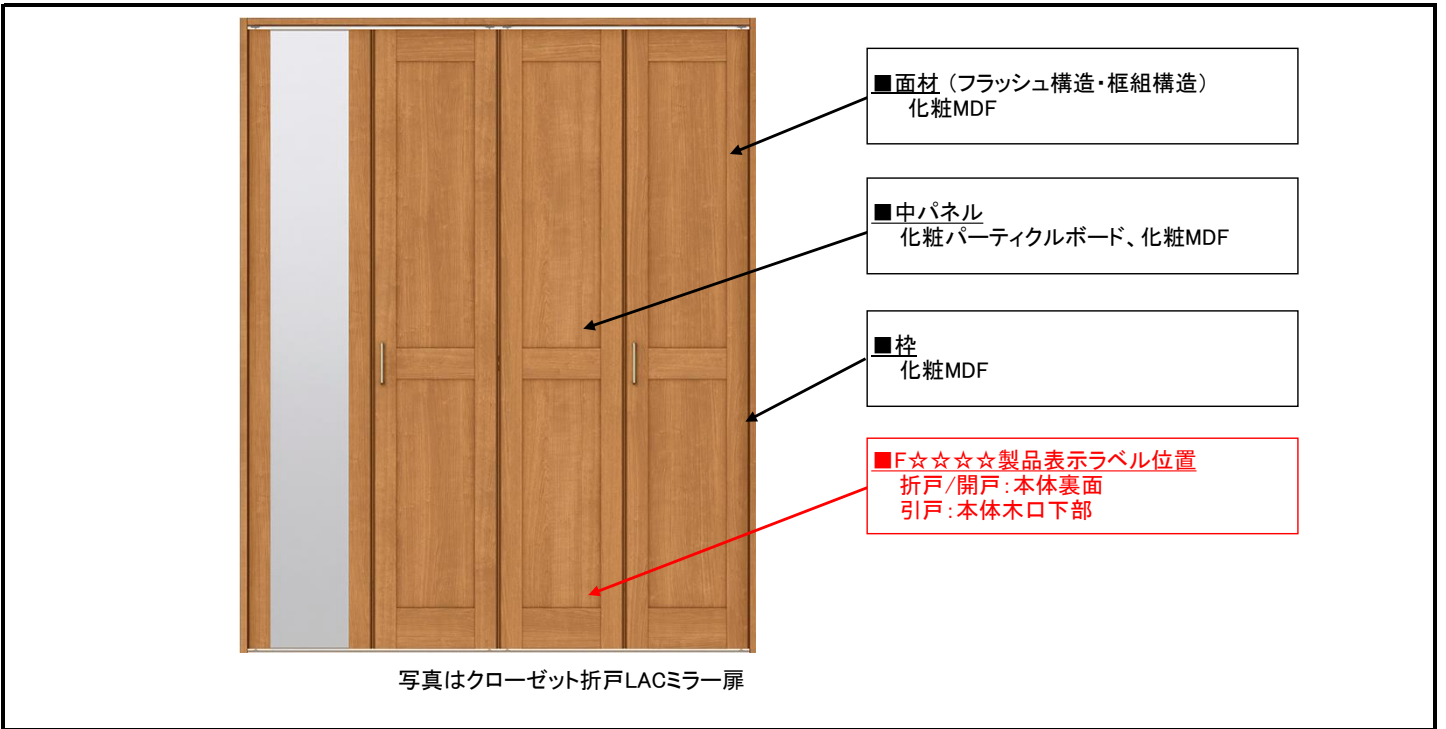 ■面材（フラッシュ構造・框組構造）
化粧MDF
■中パネル
化粧パーティクルボード、化粧MDF
■枠
化粧MDF
■F☆☆☆☆製品表示ラベル位置
折戸/開戸：本体裏面
引戸：本体木口下部
写真はクローゼット折戸LACミラー扉